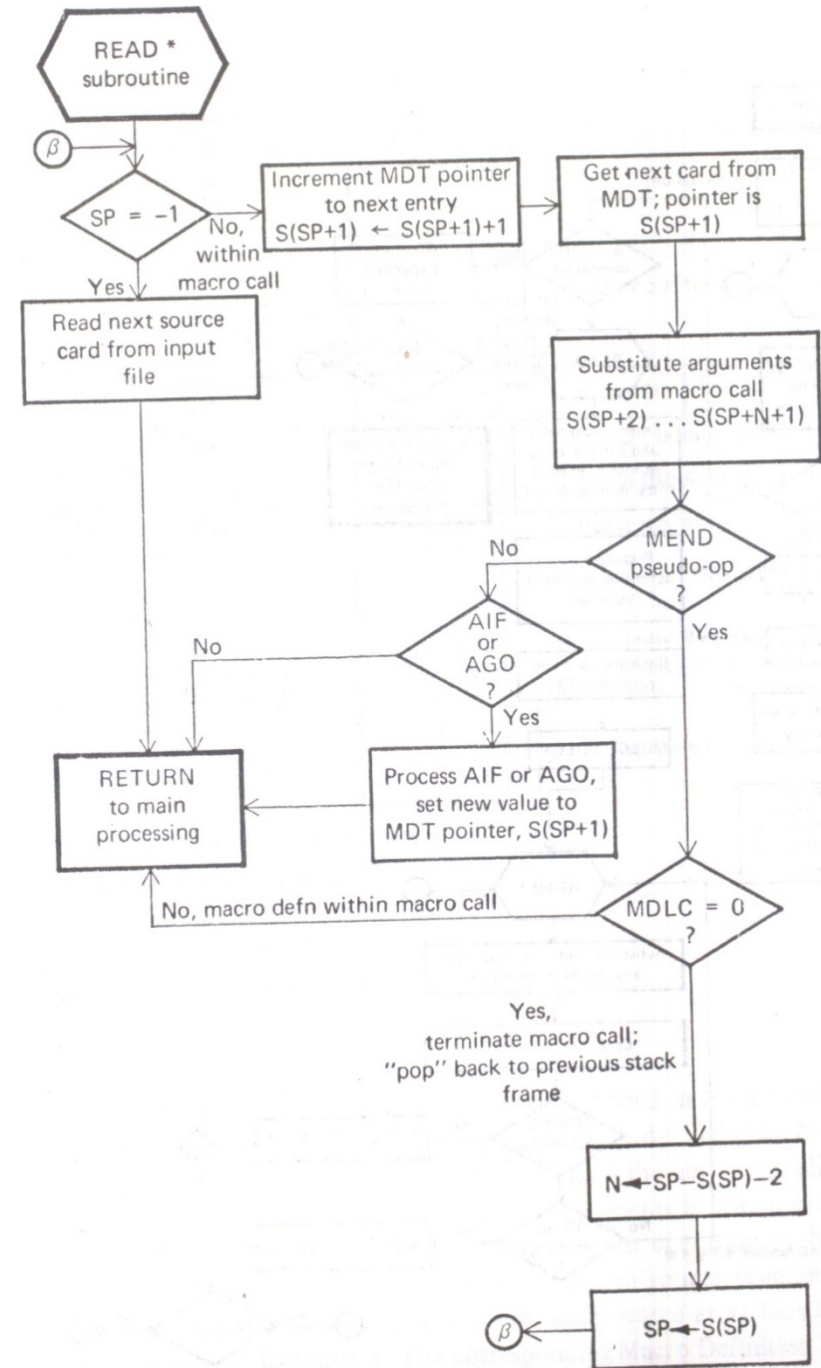 READ *
subroutine
β
SP = -1
No,
within
macro call
Yes
Increment MDT pointer
to next entry
S(SP+1) ← S(SP+1)+1
Get next card from
MDT; pointer is
S(SP+1)
Read next source
card from input
file
Substitute arguments
from macro call
S(SP+2) . . . S(SP+N+1)
MEND
pseudo-op
?
No
Yes
AIF
or
AGO
?
No
Yes
RETURN
to main
processing
Process AIF or AGO,
set new value to
MDT pointer, S(SP+1)
No, macro defn within macro call
MDLC = 0
?
Yes,
terminate macro call;
"pop" back to previous stack
frame
N←SP–S(SP)–2
SP←S(SP)
β